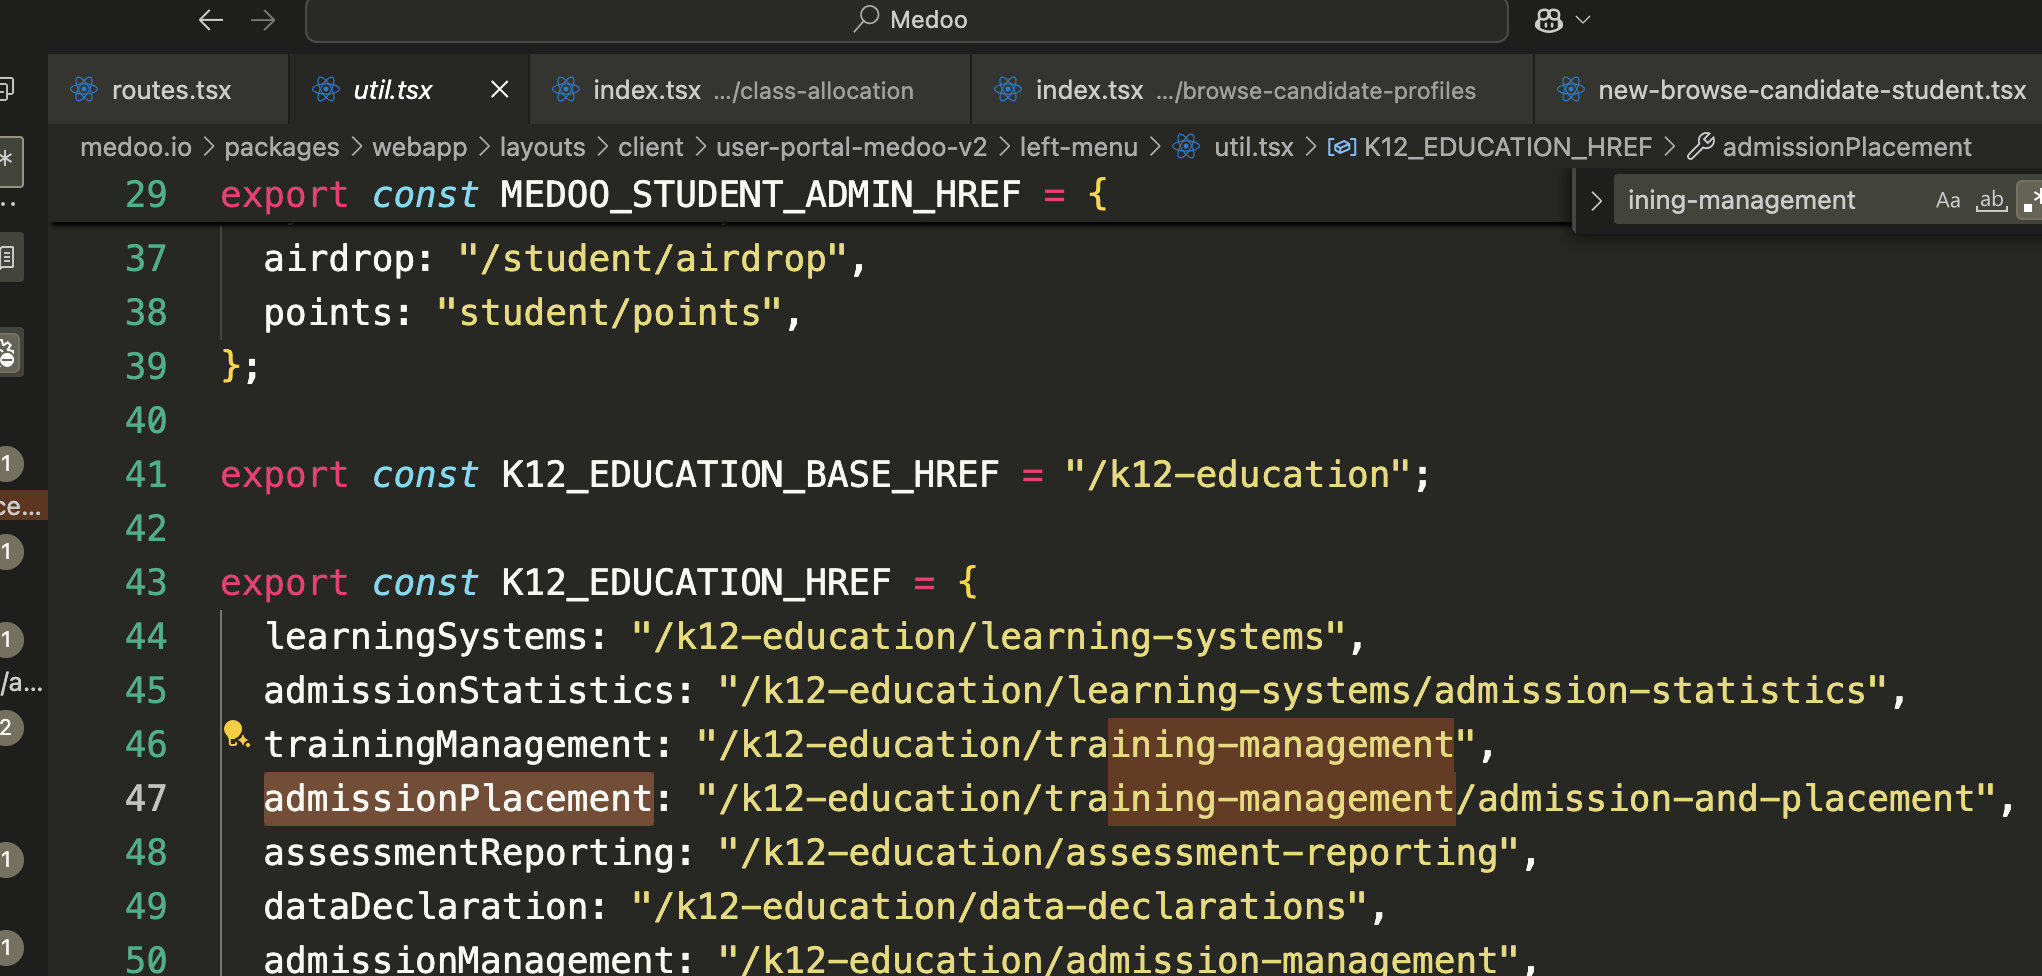 Medoo
routes.tsx
util.tsx
index.tsx .../class-allocation
index.tsx .../browse-candidate-profiles
new-browse-candidate-student.tsx
medoo.io > packages > webapp > layouts > client > user-portal-medoo-v2 > left-menu > util.tsx > K12_EDUCATION_HREF > admissionPlacement
ining-management Aa ab
29 export const MEDOO_STUDENT_ADMIN_HREF = {
37 airdrop: "/student/airdrop",
38 points: "student/points",
39 };
40
41 export const K12_EDUCATION_BASE_HREF = "/k12-education";
42
43 export const K12_EDUCATION_HREF = {
44 learningSystems: "/k12-education/learning-systems",
45 admissionStatistics: "/k12-education/learning-systems/admission-statistics",
46 trainingManagement: "/k12-education/training-management",
47 admissionPlacement: "/k12-education/training-management/admission-and-placement",
48 assessmentReporting: "/k12-education/assessment-reporting",
49 dataDeclaration: "/k12-education/data-declarations",
50 admissionManagement: "/k12-education/admission-management",
1
ce...
1
1
/a...
2
1
1